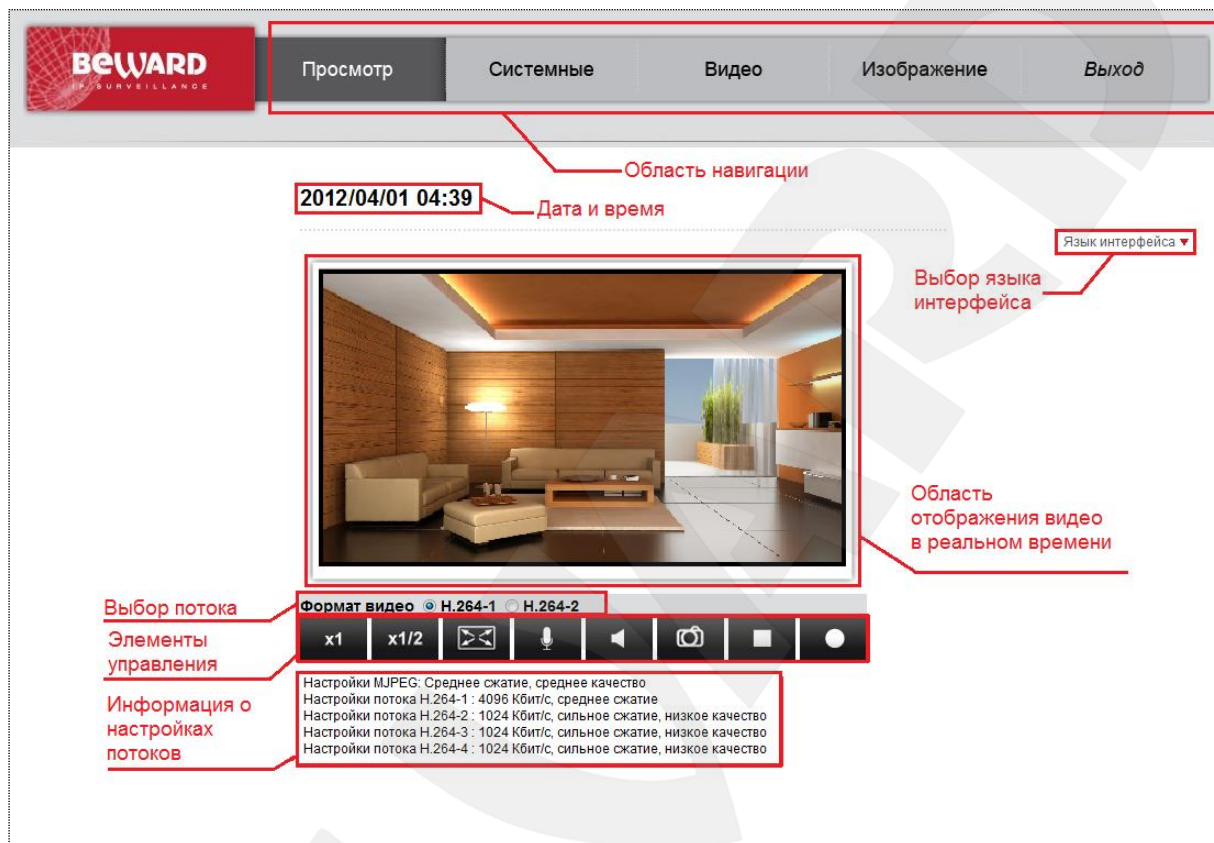 BEWARD
IP SURVEILLANCE
Просмотр
Системные
Видео
Изображение
Выход
Область навигации
2012/04/01 04:39
Дата и время
Язык интерфейса
Выбор языка
интерфейса
Область
отображения видео
в реальном времени
Выбор потока
Формат видео H.264-1 H.264-2
Элементы
управления
x1
x1/2
Информация о
настройках
потоков
Настройки MJPEG: Среднее сжатие, среднее качество
Настройки потока H.264-1 : 4096 Кбит/с, среднее сжатие
Настройки потока H.264-2 : 1024 Кбит/с, сильное сжатие, низкое качество
Настройки потока H.264-3 : 1024 Кбит/с, сильное сжатие, низкое качество
Настройки потока H.264-4 : 1024 Кбит/с, сильное сжатие, низкое качество